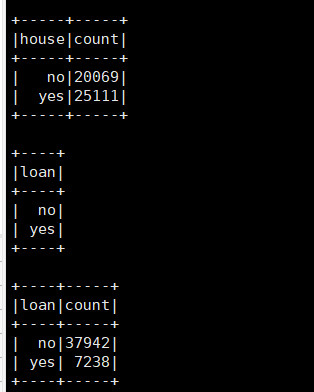 +-----+-----+
|house|count|
+-----+-----+
|   no|20069|
|  yes|25111|
+-----+-----+
+----+
|loan|
+----+
|  no|
| yes|
+----+
+----+-----+
|loan|count|
+----+-----+
|  no|37942|
| yes| 7238|
+----+-----+